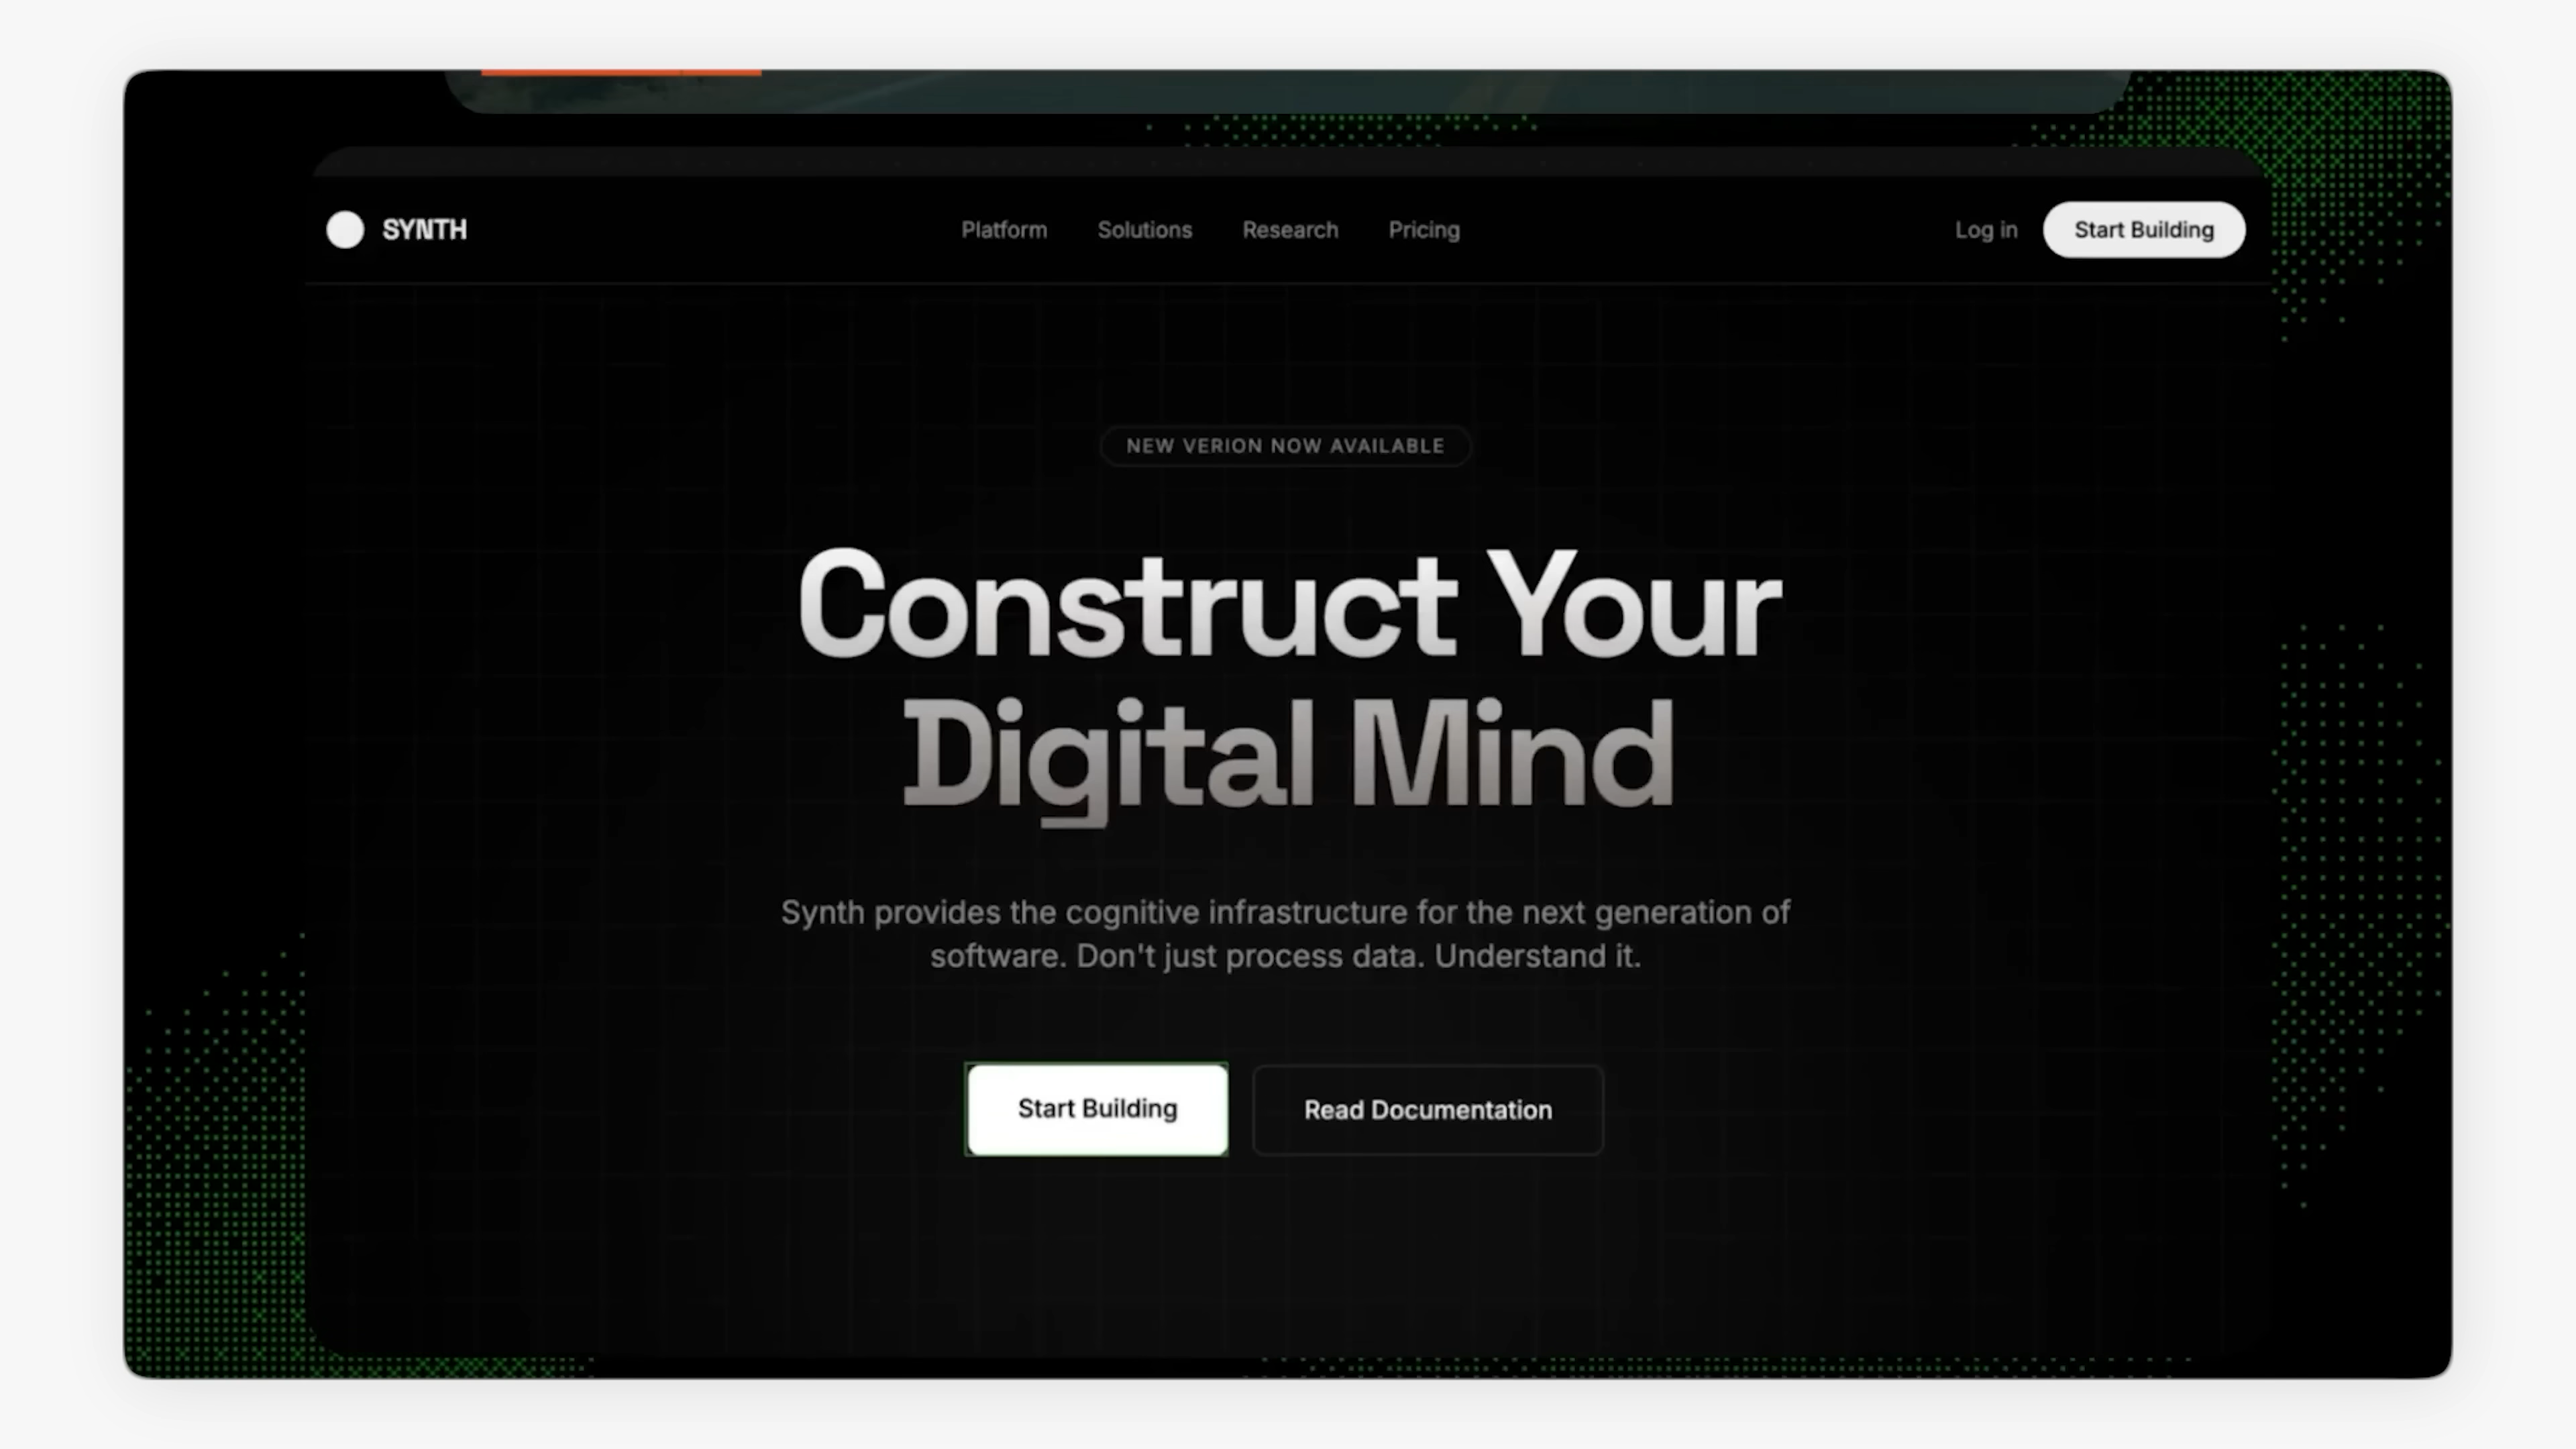 SYNTH
Platform
Solutions
Research
Pricing
Log in
Start Building
NEW VERION NOW AVAILABLE
Construct Your
Digital Mind
Synth provides the cognitive infrastructure for the next generation of
software. Don't just process data. Understand it.
Start Building
Read Documentation